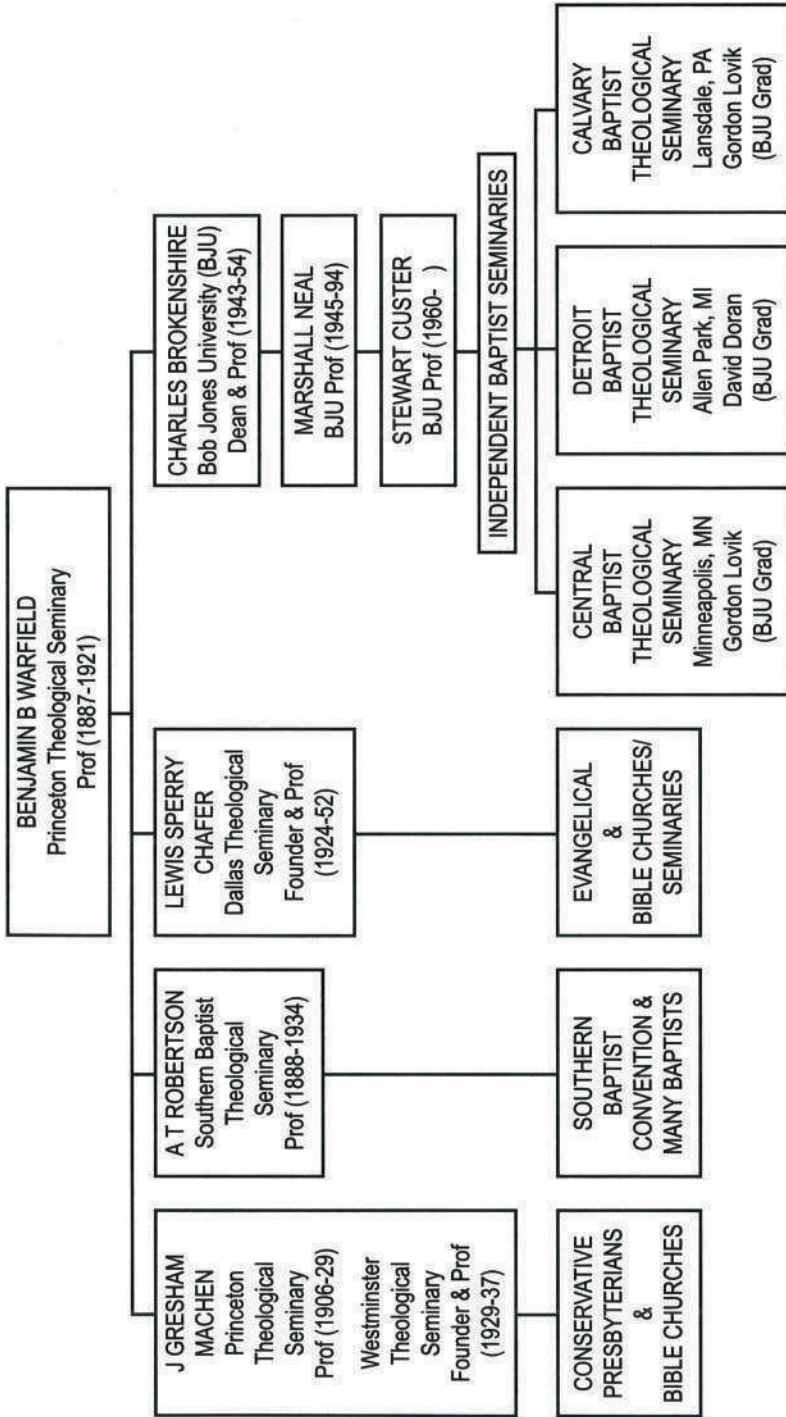 BENJAMIN B WARFIELD
Princeton Theological Seminary
Prof (1887-1921)
J GRESHAM
MACHEN
Princeton
Theological
Seminary
Prof (1906-29)
Westminster
Theological
Seminary
Founder & Prof
(1929-37)
A T ROBERTSON
Southern Baptist
Theological
Seminary
Prof (1888-1934)
LEWIS SPERRY
CHAFER
Dallas Theological
Seminary
Founder & Prof
(1924-52)
CHARLES BROKENSHIRE
Bob Jones University (BJU)
Dean & Prof (1943-54)
MARSHALL NEAL
BJU Prof (1945-94)
STEWART CUSTER
BJU Prof (1960- )
INDEPENDENT BAPTIST SEMINARIES
CONSERVATIVE
PRESBYTERIANS
&
BIBLE CHURCHES
SOUTHERN
BAPTIST
CONVENTION &
MANY BAPTISTS
EVANGELICAL
&
BIBLE CHURCHES/
SEMINARIES
CENTRAL
BAPTIST
THEOLOGICAL
SEMINARY
Minneapolis, MN
Gordon Lovik
(BJU Grad)
DETROIT
BAPTIST
THEOLOGICAL
SEMINARY
Allen Park, MI
David Doran
(BJU Grad)
CALVARY
BAPTIST
THEOLOGICAL
SEMINARY
Lansdale, PA
Gordon Lovik
(BJU Grad)